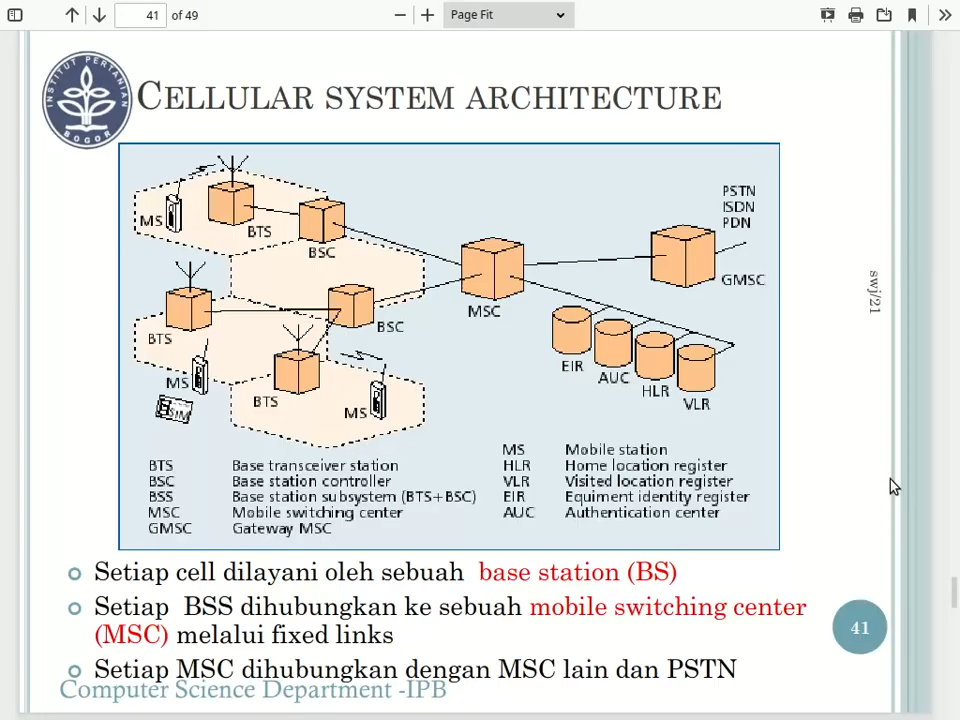 41 of 49
Page Fit
INSTITUT PERTANIAN
BOGOR
CELLULAR SYSTEM ARCHITECTURE
MS
BTS
BSC
MSC
PSTN
ISDN
PDN
GMSC
BTS
BSC
MS
SIM
BTS
MS
EIR
AUC
HLR
VLR
BTS Base transceiver station
BSC Base station controller
BSS Base station subsystem (BTS+BSC)
MSC Mobile switching center
GMSC Gateway MSC
MS Mobile station
HLR Home location register
VLR Visited location register
EIR Equiment identity register
AUC Authentication center
swj/21
Setiap cell dilayani oleh sebuah base station (BS)
Setiap BSS dihubungkan ke sebuah mobile switching center
(MSC) melalui fixed links
41
Setiap MSC dihubungkan dengan MSC lain dan PSTN
Computer Science Department -IPB